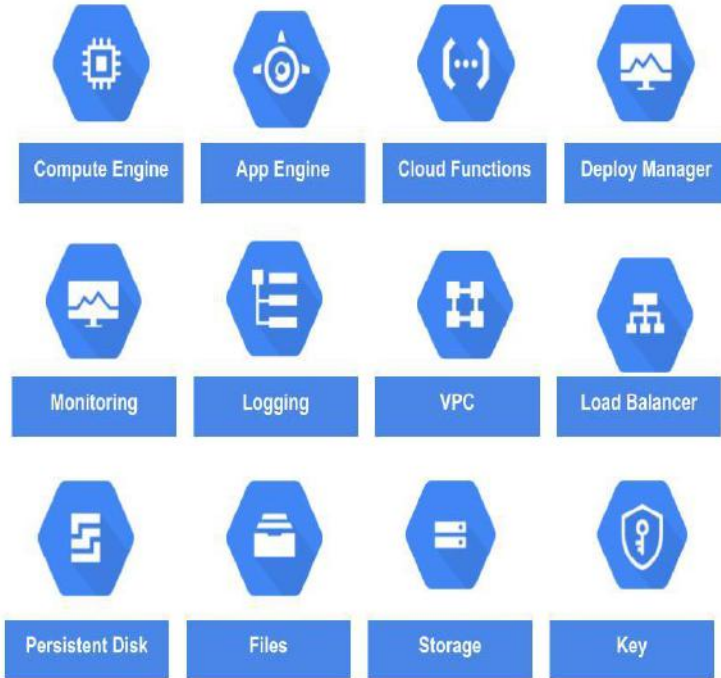 Compute Engine
App Engine
Cloud Functions
Deploy Manager
Monitoring
Logging
VPC
Load Balancer
Persistent Disk
Files
Storage
Key